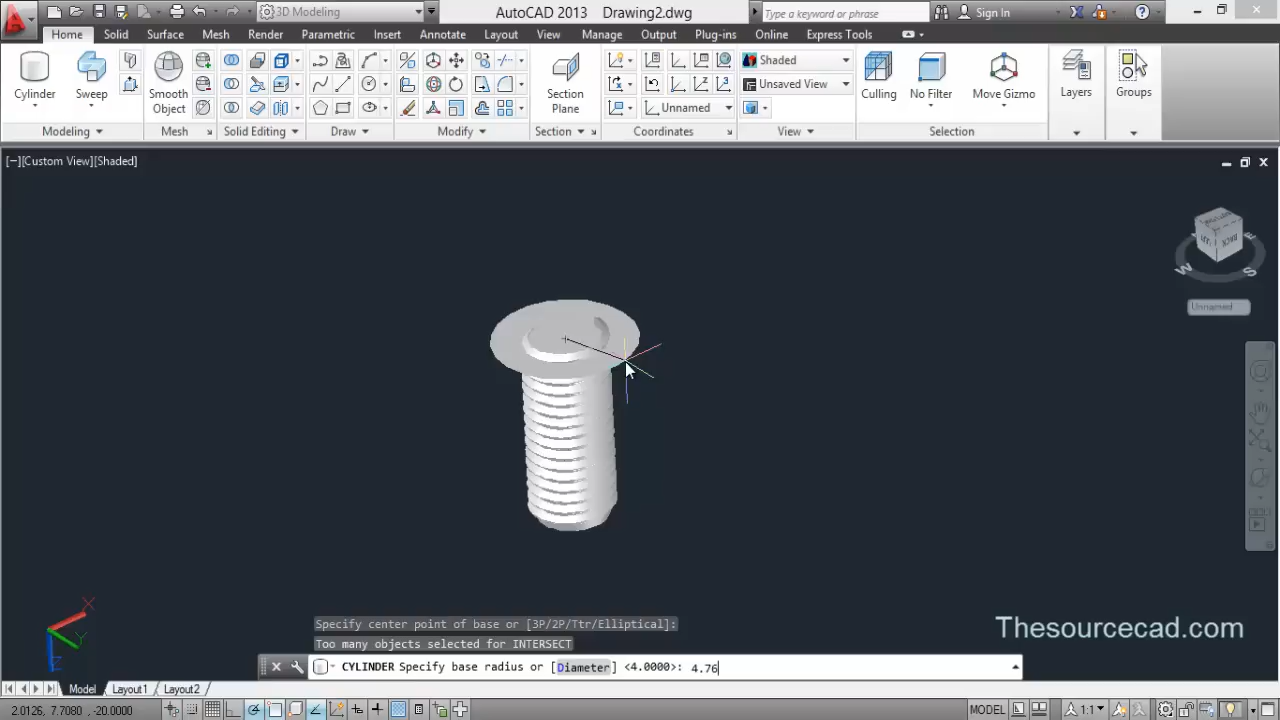 AutoCAD 2013 Drawing2.dwg
3D Modeling
Type a keyword or phrase
Sign In
Home Solid Surface Mesh Render Parametric Insert Annotate Layout View Manage Output Plug-ins Online Express Tools
Cylinder
Sweep
Smooth
Object
Section
Plane
Shaded
Unsaved View
Unnamed
Culling
No Filter
Move Gizmo
Layers
Groups
Modeling Mesh Solid Editing Draw Modify Section Coordinates View Selection
[−][Custom View][Shaded]
BACK
W
S
E
Unnamed
X
Y
Z
Specify center point of base or [3P/2P/Ttr/Elliptical]:
Too many objects selected for INTERSECT
CYLINDER Specify base radius or [Diameter] <4.0000>: 4.76
Thesourcecad.com
Model Layout1 Layout2
2.0126, 7.7080, -20.0000
MODEL
1:1